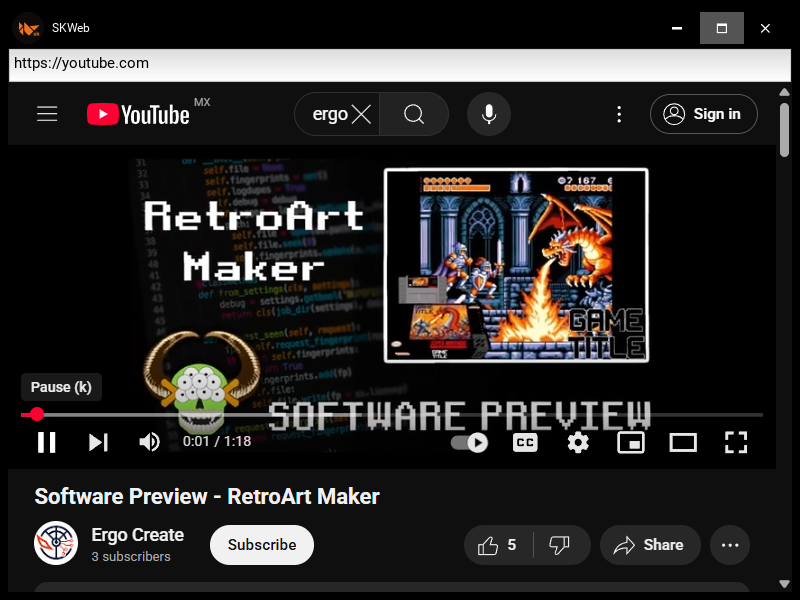 SKWeb
https://youtube.com
YouTube MX
ergo
Sign in
RetroArt
Maker
GAME
TITLE
SOFTWARE PREVIEW
Pause (k)
0:01 / 1:18
CC
Software Preview - RetroArt Maker
Ergo Create
3 subscribers
Subscribe
5
Share